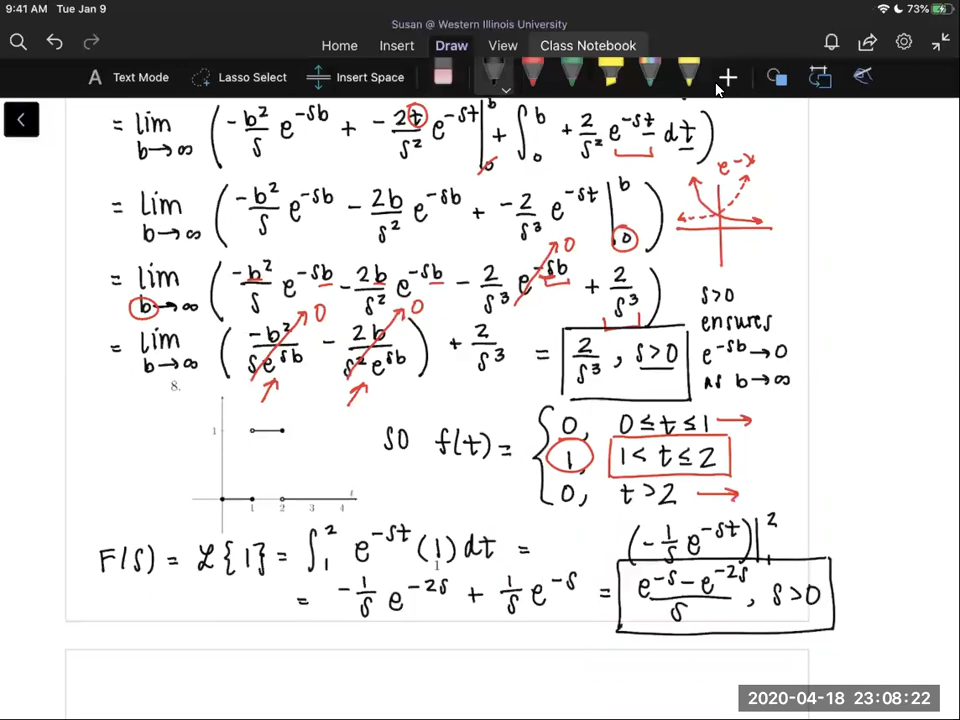 9:41 AM Tue Jan 9
73%
Susan @ Western Illinois University
Home Insert Draw View Class Notebook
A Text Mode Lasso Select Insert Space
= lim b→∞ ( -b²/s e^-sb + -2t/s² e^-st |₀^b + ∫₀^b +2/s² e^-st dt )
e^-x
= lim b→∞ ( -b²/s e^-sb - 2b/s² e^-sb + -2/s³ e^-st |₀^b )
= lim b→∞ ( -b²/s e^-sb - 2b/s² e^-sb - 2/s³ e^-sb + 2/s³ )
0
= lim b→∞ ( -b²/se^sb - 2b/s²e^sb ) + 2/s³ = 2/s³, s>0
0 0
s>0
ensures
e^-sb → 0
as b→∞
8.
1
1 2 3 4 t
so f(t) = { 0, 0 ≤ t ≤ 1 →
1, 1 < t ≤ 2
0, t > 2 →
F(s) = ℒ{1} = ∫₁² e^-st (1) dt = (-1/s e^-st)|₁²
= -1/s e^-2s + 1/s e^-s = e^-s - e^-2s / s, s>0
2020-04-18 23:08:22